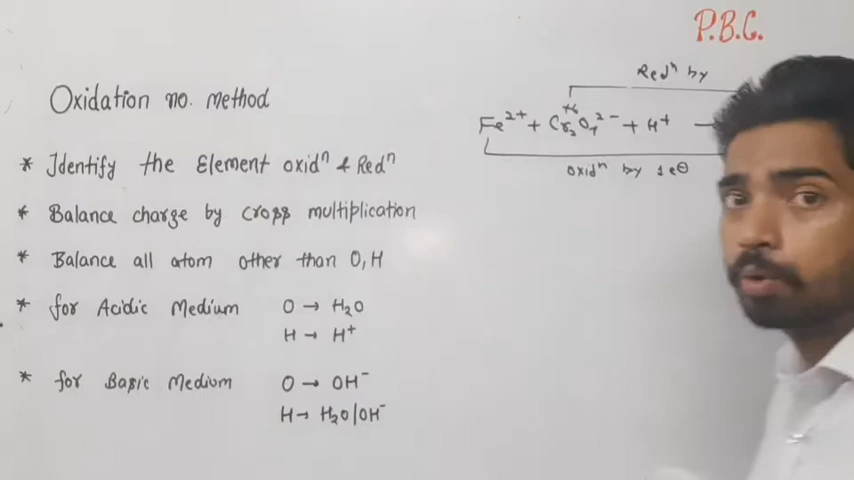 P.B.C.
Oxidation no. method
* Identify the Element oxidⁿ & Redⁿ
* Balance charge by cross multiplication
* Balance all atom other than O, H
* for Acidic Medium O → H₂O
H → H⁺
* for Basic Medium O → OH⁻
H → H₂O/OH⁻
Redⁿ by
+6
Fe²⁺ + Cr₂O₇²⁻ + H⁺ →
oxidⁿ by 1e⊖